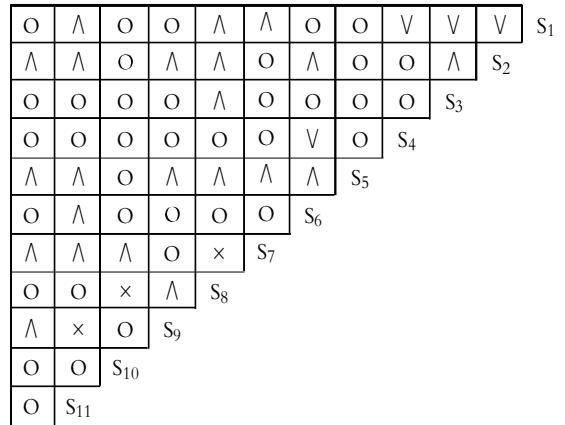 O Λ O O Λ Λ O O V V V S1
Λ Λ O Λ Λ O Λ O O Λ S2
O O O O Λ O O O O S3
O O O O O O V O S4
Λ Λ O Λ Λ Λ Λ S5
O Λ O O O O S6
Λ Λ Λ O × S7
O O × Λ S8
Λ × O S9
O O S10
O S11